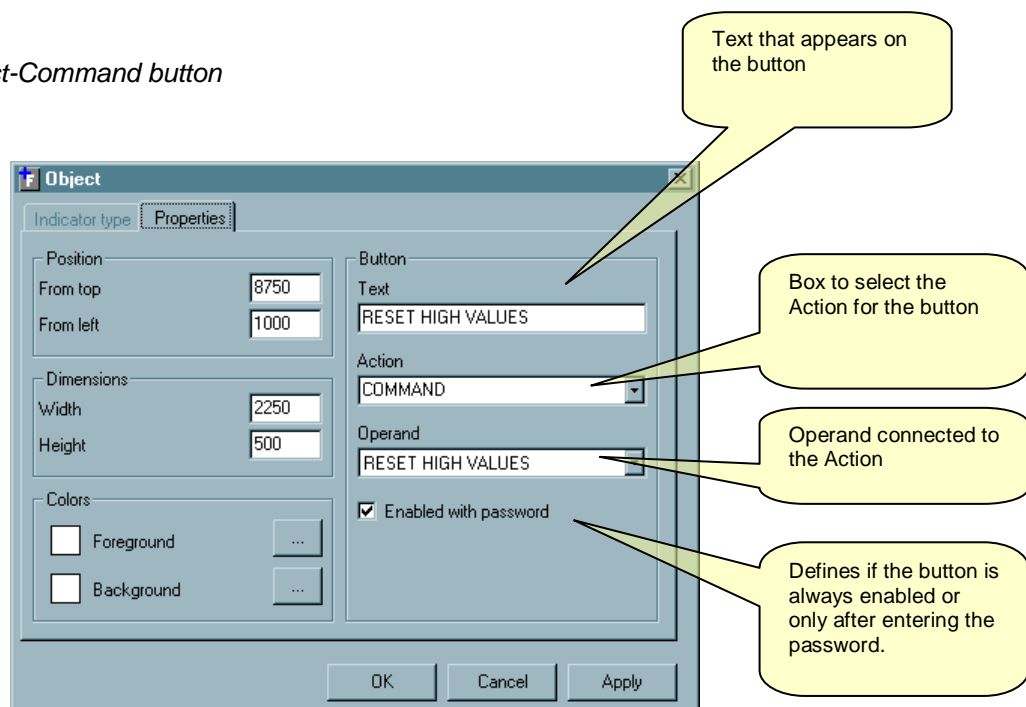 ct-Command button
Text that appears on
the button
Object
Indicator type
Properties
Position
From top
8750
From left
1000
Dimensions
Width
2250
Height
500
Colors
Foreground
...
Background
...
Button
Text
RESET HIGH VALUES
Action
COMMAND
Operand
RESET HIGH VALUES
Enabled with password
OK
Cancel
Apply
Box to select the
Action for the button
Operand connected to
the Action
Defines if the button is
always enabled or
only after entering the
password.